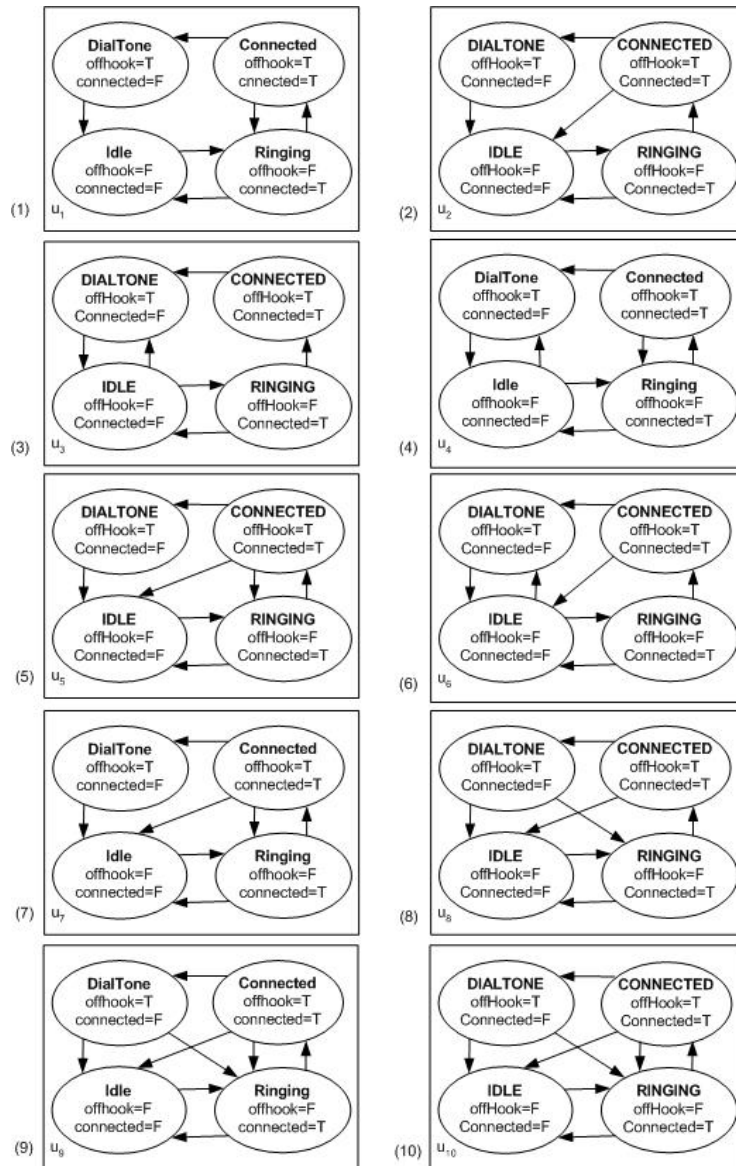 DialTone
offhook=T
connected=F
Connected
offhook=T
cnnected=T
Idle
offhook=F
connected=F
Ringing
offhook=F
connected=T
(1)
u1
DIALTONE
offHook=T
Connected=F
CONNECTED
offHook=T
Connected=T
IDLE
offHook=F
Connected=F
RINGING
offHook=F
Connected=T
(2)
u2
DIALTONE
offHook=T
Connected=F
CONNECTED
offHook=T
Connected=T
IDLE
offHook=F
Connected=F
RINGING
offHook=F
Connected=T
(3)
u3
DialTone
offhook=T
connected=F
Connected
offhook=T
connected=T
Idle
offhook=F
connected=F
Ringing
offhook=F
connected=T
(4)
u4
DIALTONE
offHook=T
Connected=F
CONNECTED
offHook=T
Connected=T
IDLE
offHook=F
Connected=F
RINGING
offHook=F
Connected=T
(5)
u5
DIALTONE
offHook=T
Connected=F
CONNECTED
offHook=T
Connected=T
IDLE
offHook=F
Connected=F
RINGING
offHook=F
Connected=T
(6)
u6
DialTone
offhook=T
connected=F
Connected
offhook=T
connected=T
Idle
offhook=F
connected=F
Ringing
offhook=F
connected=T
(7)
u7
DIALTONE
offHook=T
Connected=F
CONNECTED
offHook=T
Connected=T
IDLE
offHook=F
Connected=F
RINGING
offHook=F
Connected=T
(8)
u8
DialTone
offhook=T
connected=F
Connected
offhook=T
connected=T
Idle
offhook=F
connected=F
Ringing
offhook=F
connected=T
(9)
u9
DIALTONE
offHook=T
Connected=F
CONNECTED
offHook=T
Connected=T
IDLE
offHook=F
Connected=F
RINGING
offHook=F
Connected=T
(10)
u10